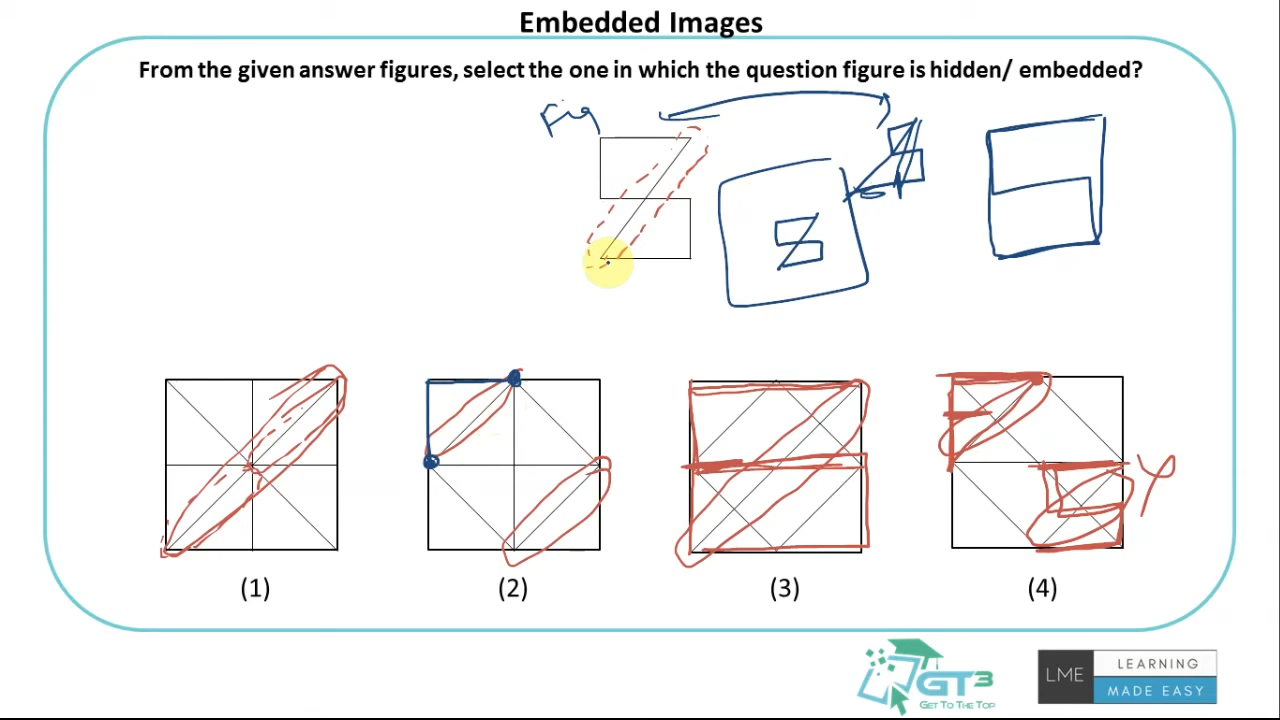 Embedded Images
From the given answer figures, select the one in which the question figure is hidden/ embedded?
Fig
(1)
(2)
(3)
(4)
GT3
GET TO THE TOP
LME
LEARNING
MADE EASY